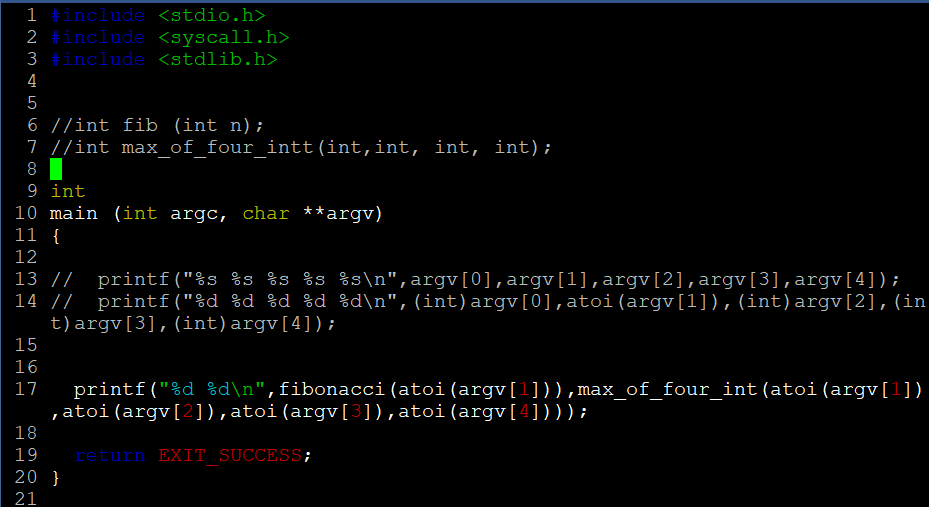 1 #include <stdio.h>
2 #include <syscall.h>
3 #include <stdlib.h>
4
5
6 //int fib (int n);
7 //int max_of_four_intt(int,int, int, int);
8
9 int
10 main (int argc, char **argv)
11 {
12
13 //  printf("%s %s %s %s %s\n",argv[0],argv[1],argv[2],argv[3],argv[4]);
14 //  printf("%d %d %d %d %d\n",(int)argv[0],atoi(argv[1]),(int)argv[2],(in
t)argv[3],(int)argv[4]);
15
16
17   printf("%d %d\n",fibonacci(atoi(argv[1])),max_of_four_int(atoi(argv[1])
,atoi(argv[2]),atoi(argv[3]),atoi(argv[4])));
18
19   return EXIT_SUCCESS;
20 }
21